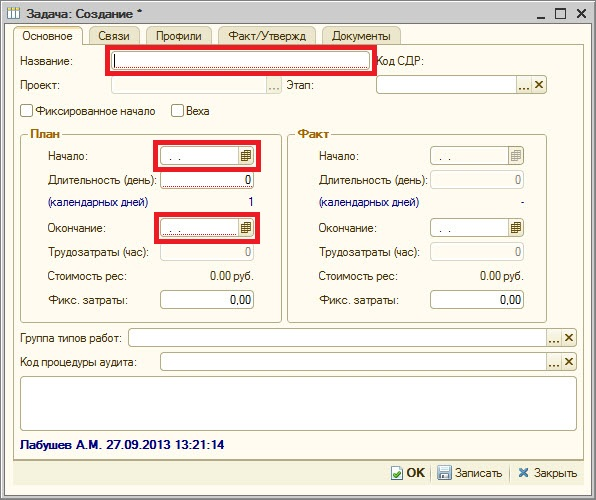 Задача: Создание *
Основное Связи Профили Факт/Утвержд Документы
Название: Код СДР:
Проект: ... Этап: ... ×
Фиксированное начало Веха
План Факт
Начало: . . Начало: . .
Длительность (день): 0 Длительность (день): 0
(календарных дней) 1 (календарных дней) -
Окончание: . . Окончание: . .
Трудозатраты (час): 0 Трудозатраты (час): 0
Стоимость рес: 0.00 руб. Стоимость рес: 0.00 руб.
Фикс. затраты: 0,00 Фикс. затраты: 0,00
Группа типов работ: ... ×
Код процедуры аудита: ... ×
Лабушев А.М. 27.09.2013 13:21:14
OK Записать Закрыть